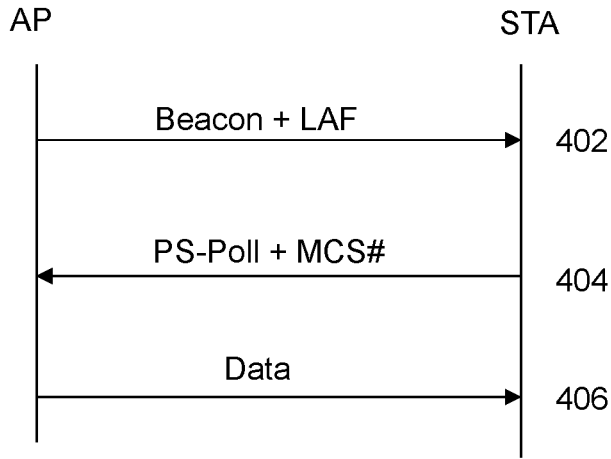 AP
STA
Beacon + LAF
402
PS-Poll + MCS#
404
Data
406